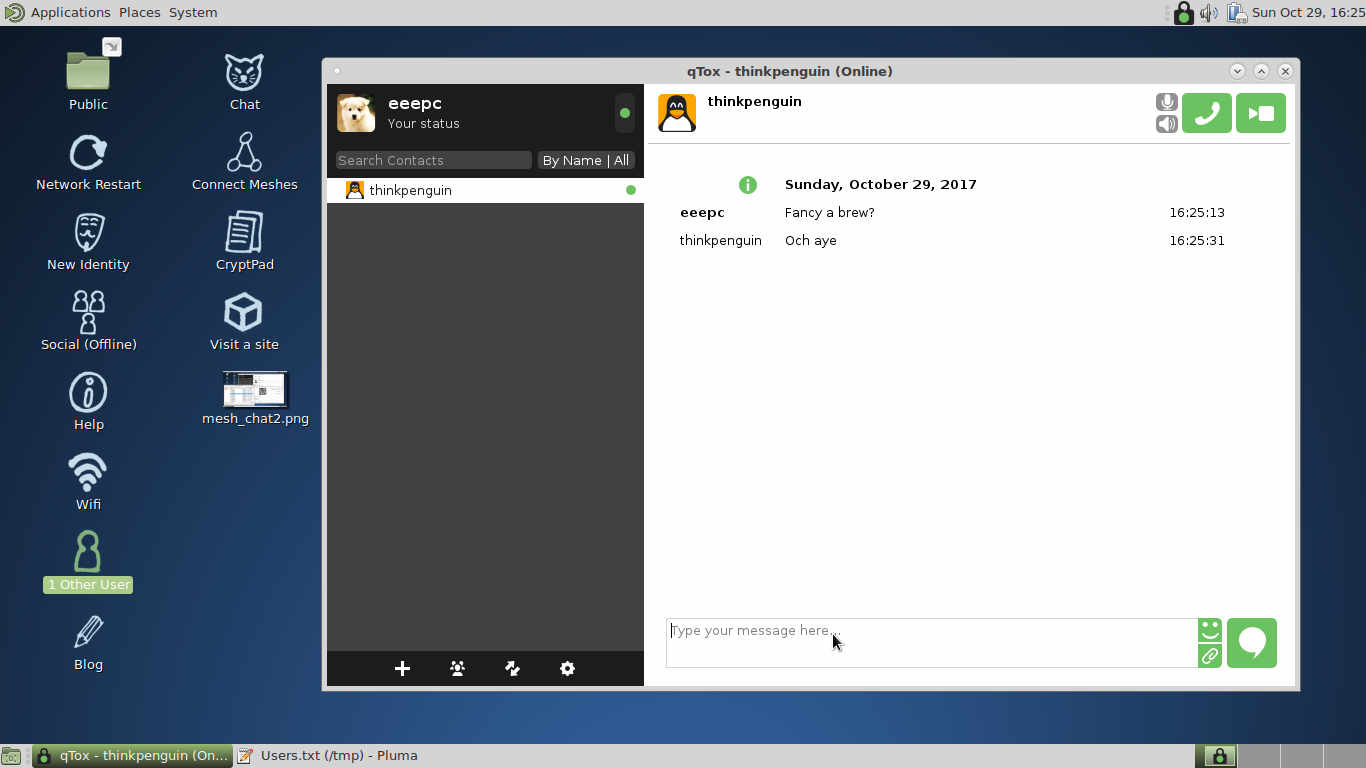 Applications Places System
Sun Oct 29, 16:25
Public
Chat
Network Restart
Connect Meshes
New Identity
CryptPad
Social (Offline)
Visit a site
Help
mesh_chat2.png
Wifi
1 Other User
Blog
qTox - thinkpenguin (Online)
eeepc
Your status
Search Contacts
By Name | All
thinkpenguin
thinkpenguin
Sunday, October 29, 2017
eeepc Fancy a brew? 16:25:13
thinkpenguin Och aye 16:25:31
Type your message here...
qTox - thinkpenguin (On...
Users.txt (/tmp) - Pluma